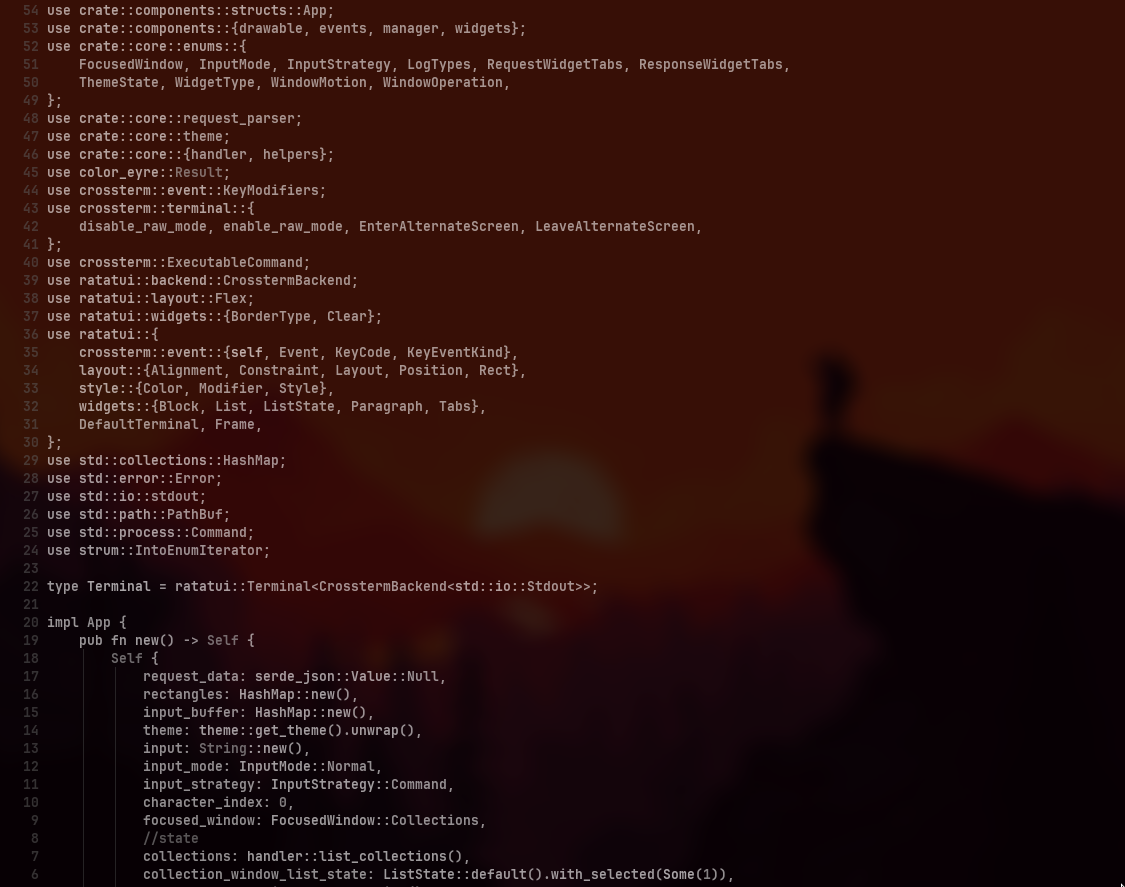 54 use crate::components::structs::App;
53 use crate::components::{drawable, events, manager, widgets};
52 use crate::core::enums::{
51     FocusedWindow, InputMode, InputStrategy, LogTypes, RequestWidgetTabs, ResponseWidgetTabs,
50     ThemeState, WidgetType, WindowMotion, WindowOperation,
49 };
48 use crate::core::request_parser;
47 use crate::core::theme;
46 use crate::core::{handler, helpers};
45 use color_eyre::Result;
44 use crossterm::event::KeyModifiers;
43 use crossterm::terminal::{
42     disable_raw_mode, enable_raw_mode, EnterAlternateScreen, LeaveAlternateScreen,
41 };
40 use crossterm::ExecutableCommand;
39 use ratatui::backend::CrosstermBackend;
38 use ratatui::layout::Flex;
37 use ratatui::widgets::{BorderType, Clear};
36 use ratatui::{
35     crossterm::event::{self, Event, KeyCode, KeyEventKind},
34     layout::{Alignment, Constraint, Layout, Position, Rect},
33     style::{Color, Modifier, Style},
32     widgets::{Block, List, ListState, Paragraph, Tabs},
31     DefaultTerminal, Frame,
30 };
29 use std::collections::HashMap;
28 use std::error::Error;
27 use std::io::stdout;
26 use std::path::PathBuf;
25 use std::process::Command;
24 use strum::IntoEnumIterator;
23
22 type Terminal = ratatui::Terminal<CrosstermBackend<std::io::Stdout>>;
21
20 impl App {
19     pub fn new() -> Self {
18         Self {
17             request_data: serde_json::Value::Null,
16             rectangles: HashMap::new(),
15             input_buffer: HashMap::new(),
14             theme: theme::get_theme().unwrap(),
13             input: String::new(),
12             input_mode: InputMode::Normal,
11             input_strategy: InputStrategy::Command,
10             character_index: 0,
9             focused_window: FocusedWindow::Collections,
8             //state
7             collections: handler::list_collections(),
6             collection_window_list_state: ListState::default().with_selected(Some(1)),